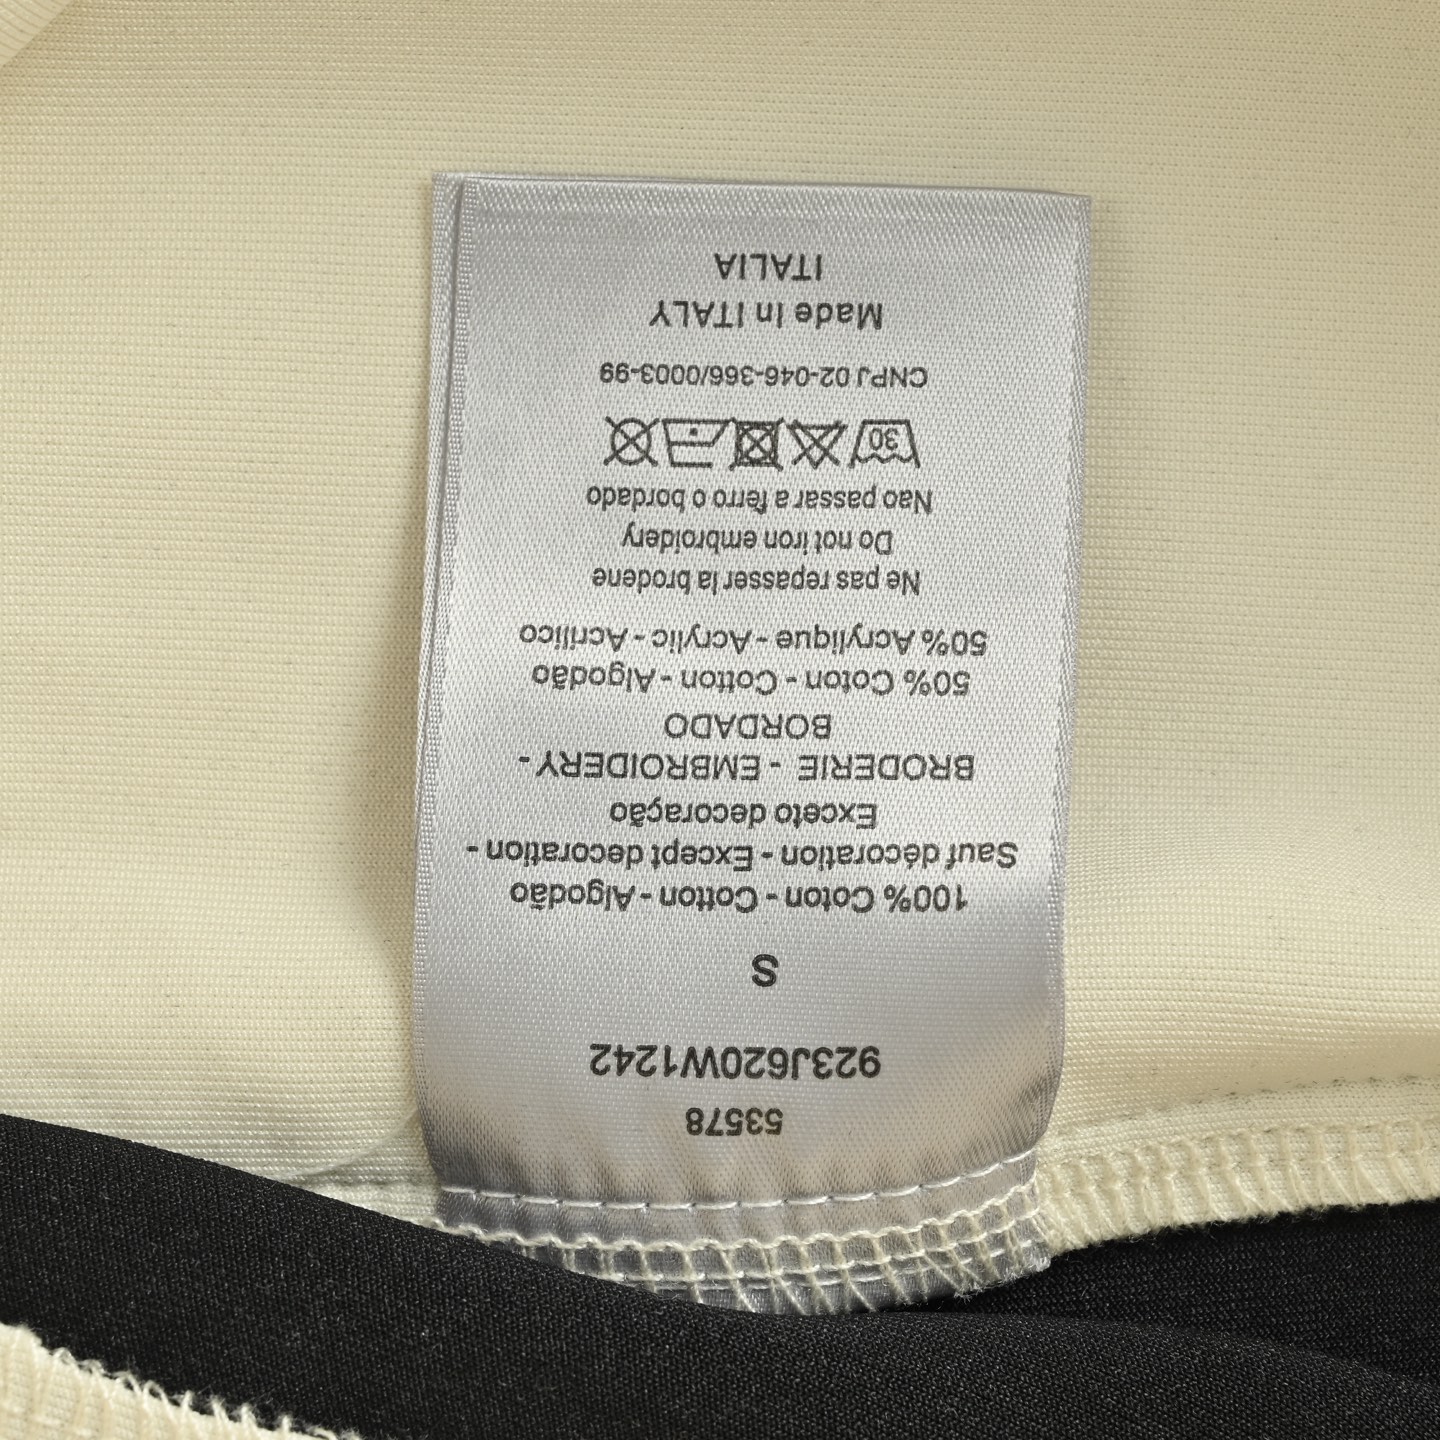 53578
923J620W1242
S
100% Coton - Cotton - Algodão
Sauf décoration - Except decoration -
Exceto decoração
BRODERIE - EMBROIDERY -
BORDADO
50% Coton - Cotton - Algodão
50% Acrylique - Acrylic - Acrilico
Ne pas repasser la broderie
Do not iron embroidery
Nao passar a ferro o bordado
30
CNPJ 02-046-366/0003-99
Made In ITALY
ITALIA